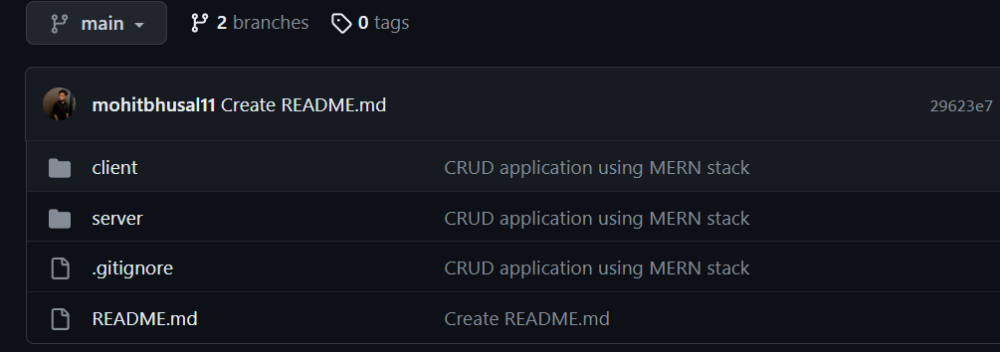 main 2 branches 0 tags
mohitbhusal11 Create README.md 29623e7
client CRUD application using MERN stack
server CRUD application using MERN stack
.gitignore CRUD application using MERN stack
README.md Create README.md